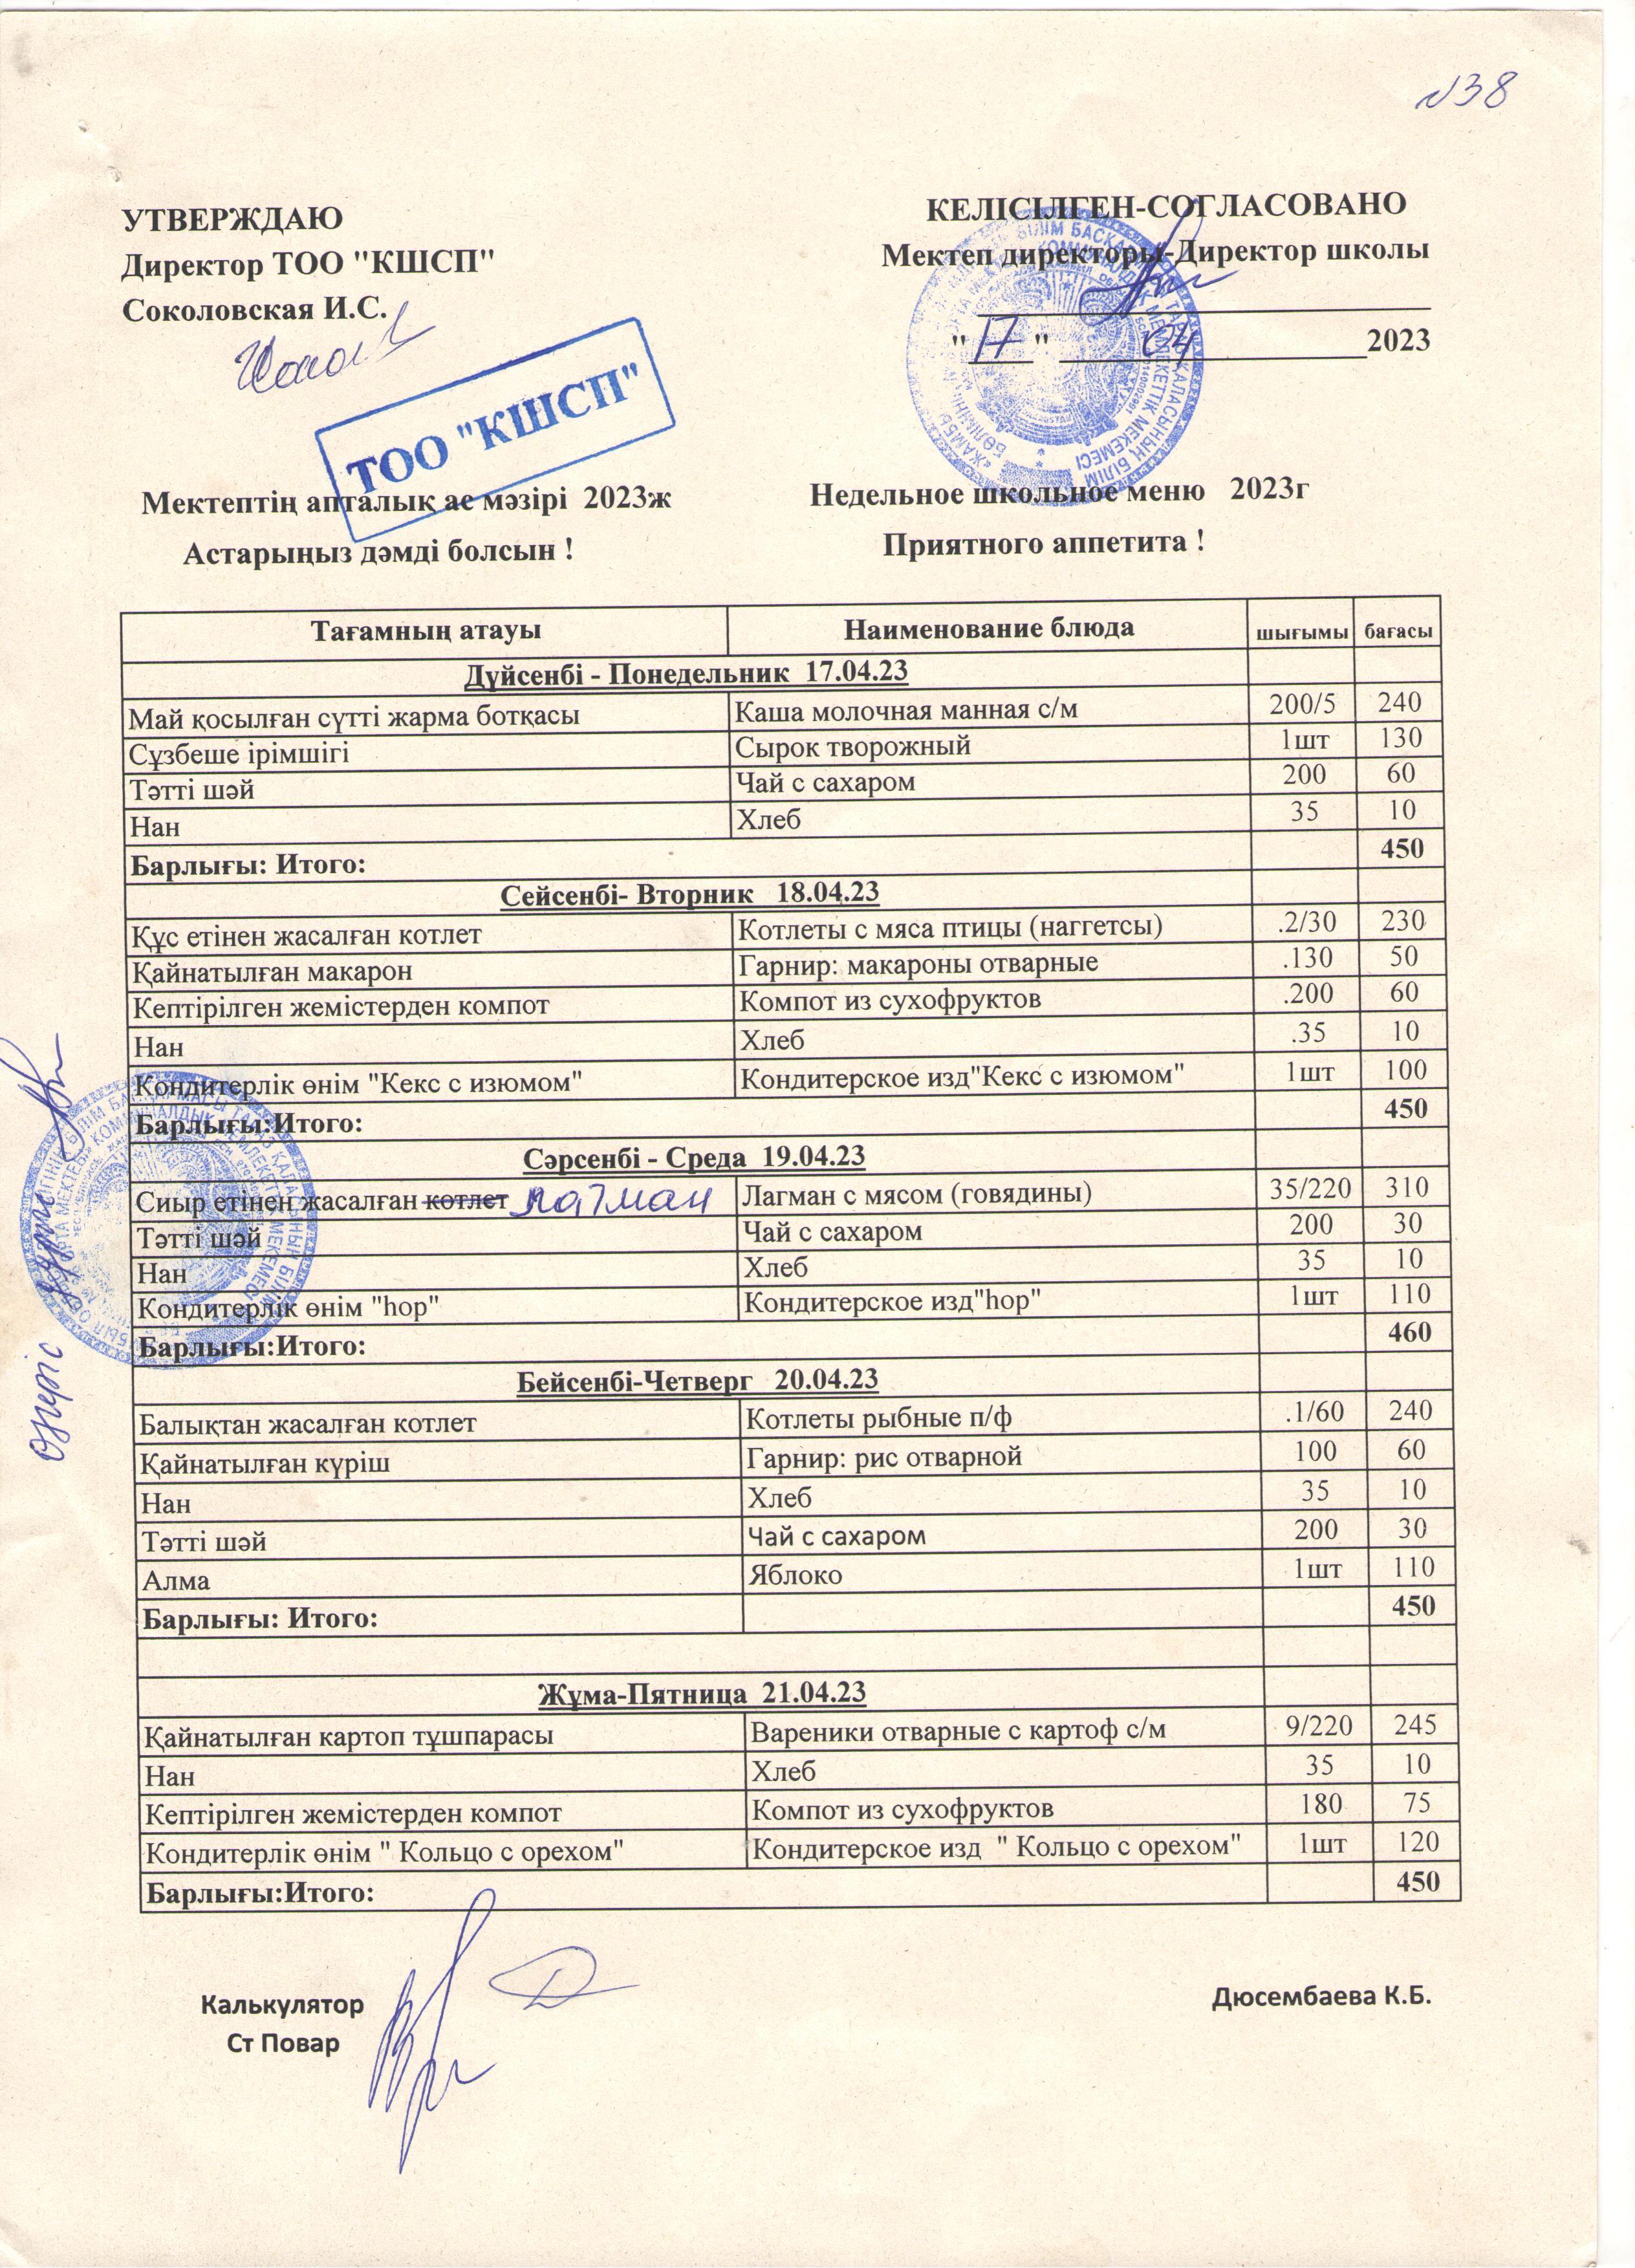 №38
УТВЕРЖДАЮ
Директор ТОО "КШСП"
Соколовская И.С.
КЕЛІСІЛГЕН-СОГЛАСОВАНО
Мектеп директоры-Директор школы
"17" 04 2023
ТОО "КШСП"
Мектептің апталық ас мәзірі 2023ж
Недельное школьное меню 2023г
Астарыңыз дәмді болсын !
Приятного аппетита !
Тағамның атауы Наименование блюда шығымы бағасы
Дүйсенбі - Понедельник 17.04.23
Май қосылған сүтті жарма ботқасы Каша молочная манная с/м 200/5 240
Сүзбеше ірімшігі Сырок творожный 1шт 130
Тәтті шәй Чай с сахаром 200 60
Нан Хлеб 35 10
Барлығы: Итого: 450
Сейсенбі- Вторник 18.04.23
Құс етінен жасалған котлет Котлеты с мяса птицы (наггетсы) .2/30 230
Қайнатылған макарон Гарнир: макароны отварные .130 50
Кептірілген жемістерден компот Компот из сухофруктов .200 60
Нан Хлеб .35 10
Кондитерлік өнім "Кекс с изюмом" Кондитерское изд"Кекс с изюмом" 1шт 100
Барлығы:Итого: 450
Сәрсенбі - Среда 19.04.23
Сиыр етінен жасалған котлет лагман Лагман с мясом (говядины) 35/220 310
Тәтті шәй Чай с сахаром 200 30
Нан Хлеб 35 10
Кондитерлік өнім "hop" Кондитерское изд"hop" 1шт 110
Барлығы:Итого: 460
Бейсенбі-Четверг 20.04.23
Балықтан жасалған котлет Котлеты рыбные п/ф .1/60 240
Қайнатылған күріш Гарнир: рис отварной 100 60
Нан Хлеб 35 10
Тәтті шәй Чай с сахаром 200 30
Алма Яблоко 1шт 110
Барлығы: Итого: 450
Жұма-Пятница 21.04.23
Қайнатылған картоп тұшпарасы Вареники отварные с картоф с/м 9/220 245
Нан Хлеб 35 10
Кептірілген жемістерден компот Компот из сухофруктов 180 75
Кондитерлік өнім " Кольцо с орехом" Кондитерское изд " Кольцо с орехом" 1шт 120
Барлығы:Итого: 450
өзгеріс дұрыс
Калькулятор
Дюсембаева К.Б.
Ст Повар